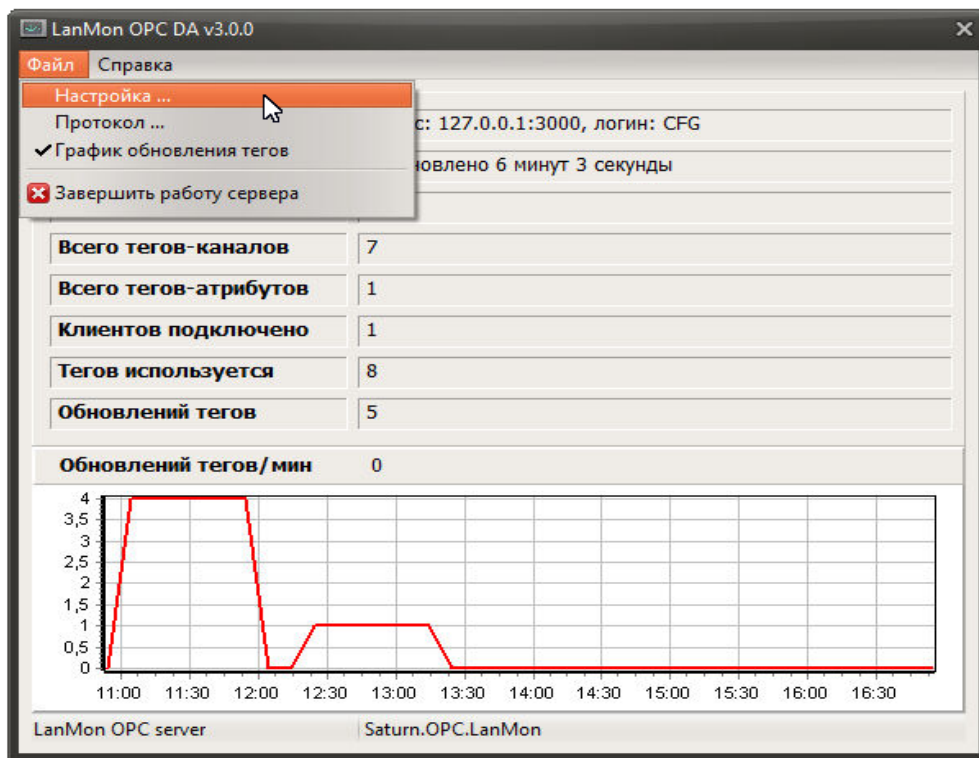 LanMon OPC DA v3.0.0
Файл Справка
Настройка ...
Протокол ...
График обновления тегов
Завершить работу сервера
с: 127.0.0.1:3000, логин: CFG
новлено 6 минут 3 секунды
Всего тегов-каналов 7
Всего тегов-атрибутов 1
Клиентов подключено 1
Тегов используется 8
Обновлений тегов 5
Обновлений тегов/мин 0
4
3,5
3
2,5
2
1,5
1
0,5
0
11:00 11:30 12:00 12:30 13:00 13:30 14:00 14:30 15:00 15:30 16:00 16:30
LanMon OPC server Saturn.OPC.LanMon